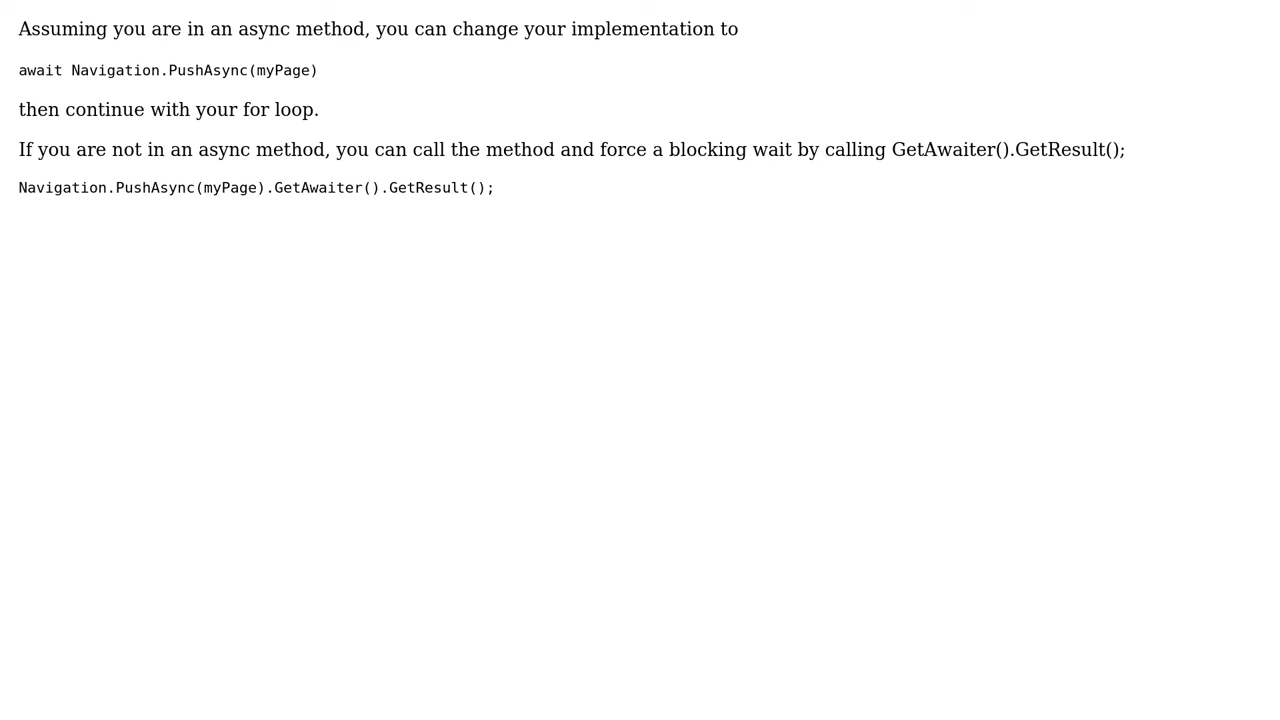 Assuming you are in an async method, you can change your implementation to
await Navigation.PushAsync(myPage)
then continue with your for loop.
If you are not in an async method, you can call the method and force a blocking wait by calling GetAwaiter().GetResult();
Navigation.PushAsync(myPage).GetAwaiter().GetResult();